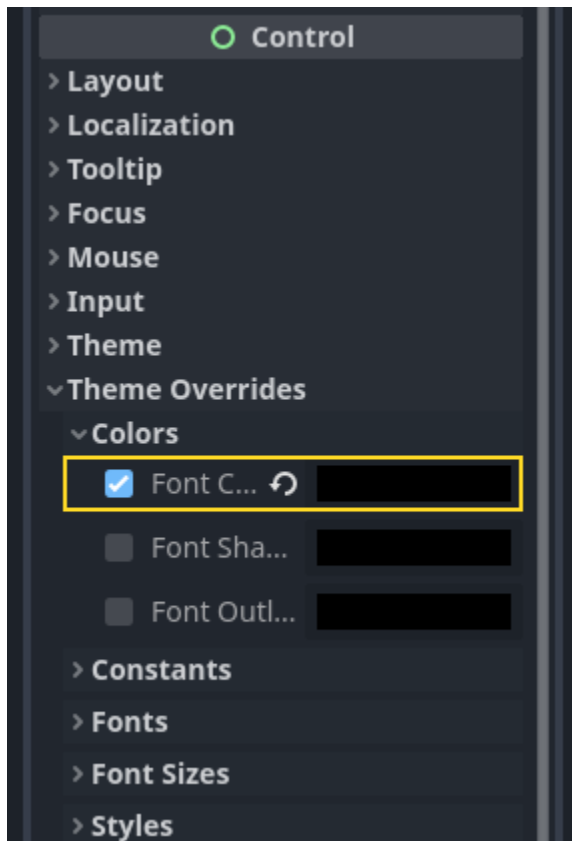 Control
Layout
Localization
Tooltip
Focus
Mouse
Input
Theme
Theme Overrides
Colors
Font C...
Font Sha...
Font Outl...
Constants
Fonts
Font Sizes
Styles